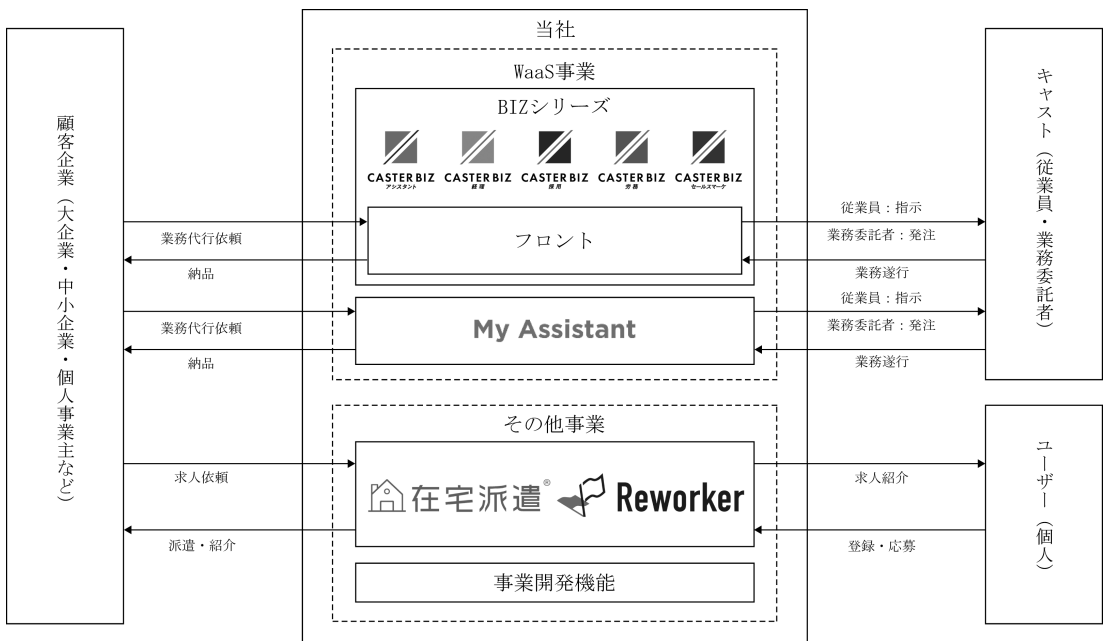 当社
WaaS事業
BIZシリーズ
CASTER BIZ
アシスタント
CASTER BIZ
経理
CASTER BIZ
採用
CASTER BIZ
労務
CASTER BIZ
セールスマーケ
フロント
My Assistant
その他事業
在宅派遣®
Reworker
事業開発機能
顧客企業（大企業・中小企業・個人事業主など）
業務代行依頼
納品
業務代行依頼
納品
求人依頼
派遣・紹介
従業員：指示
業務委託者：発注
業務遂行
従業員：指示
業務委託者：発注
業務遂行
求人紹介
登録・応募
キャスト（従業員・業務委託者）
ユーザー（個人）